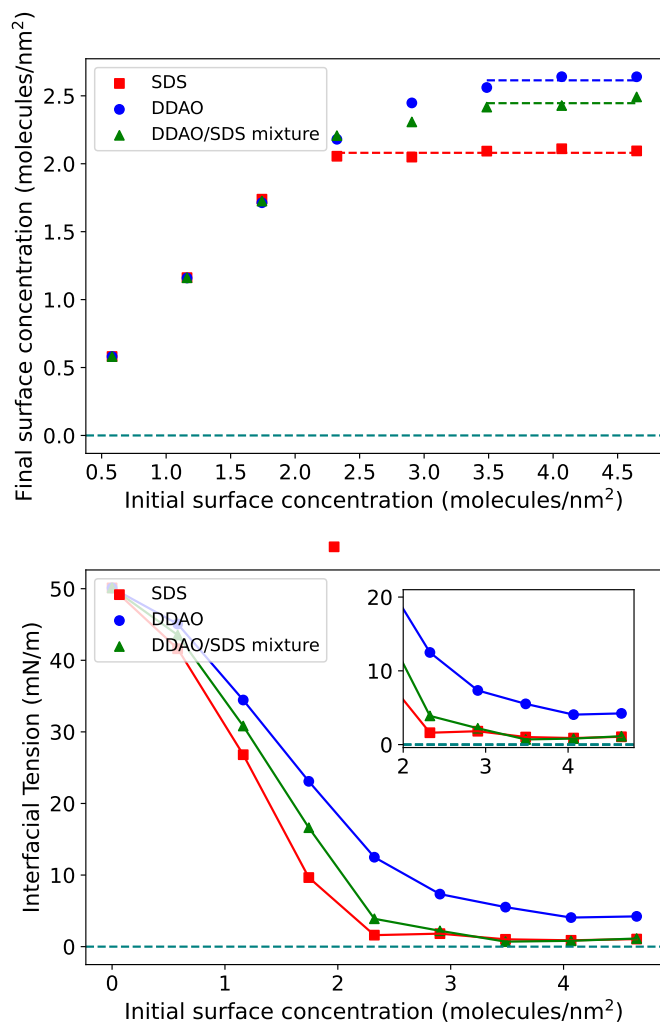 Final surface concentration (molecules/nm²)
2.5
2.0
1.5
1.0
0.5
0.0
SDS
DDAO
DDAO/SDS mixture
0.5 1.0 1.5 2.0 2.5 3.0 3.5 4.0 4.5
Initial surface concentration (molecules/nm²)
Interfacial Tension (mN/m)
50
40
30
20
10
0
SDS
DDAO
DDAO/SDS mixture
20
10
0
2 3 4
0 1 2 3 4
Initial surface concentration (molecules/nm²)